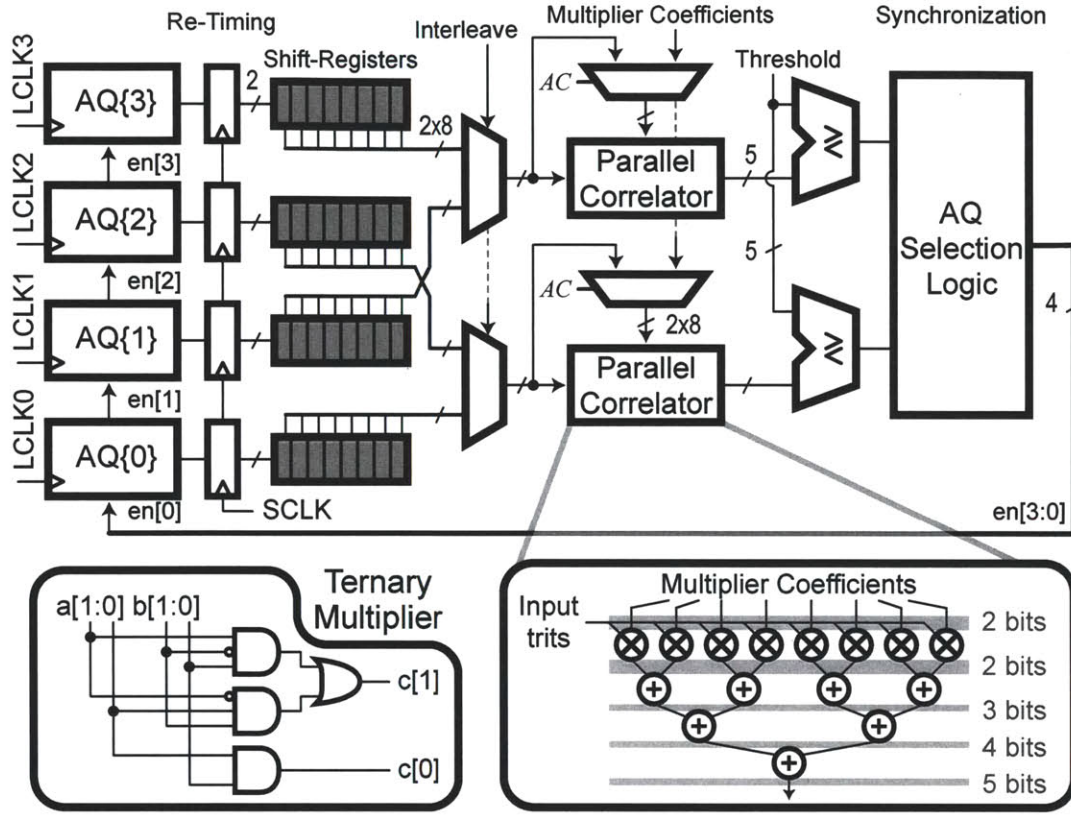 Re-Timing
Interleave
Multiplier Coefficients
Synchronization
LCLK3
AQ{3}
2
Shift-Registers
2x8
AC
Threshold
en[3]
Parallel
Correlator
5
≥
LCLK2
AQ{2}
en[2]
5
AQ
Selection
Logic
4
LCLK1
AQ{1}
AC
2x8
en[1]
Parallel
Correlator
≥
LCLK0
AQ{0}
en[0]
SCLK
en[3:0]
Ternary
Multiplier
a[1:0] b[1:0]
c[1]
c[0]
Multiplier Coefficients
Input
trits
2 bits
2 bits
3 bits
4 bits
5 bits